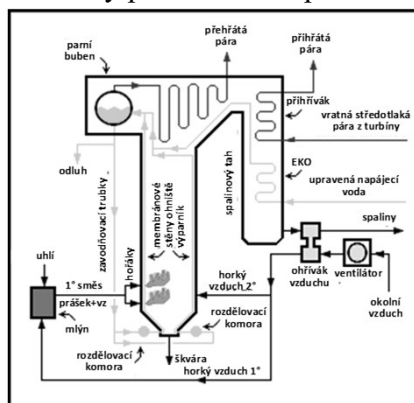 parní
buben
přehřátá
pára
přihřátá
pára
přihřívák
vratná středotlaká
pára z turbíny
EKO
upravená napájecí
voda
odluh
zavodňovací trubky
hořáky
membránové
stěny ohniště
výparník
spalinový tah
spaliny
ohřívák
vzduchu
ventilátor
okolní
vzduch
uhlí
1° směs
prášek+vz
mlýn
horký
vzduch 2°
rozdělovací
komora
rozdělovací
komora
škvára
horký vzduch 1°